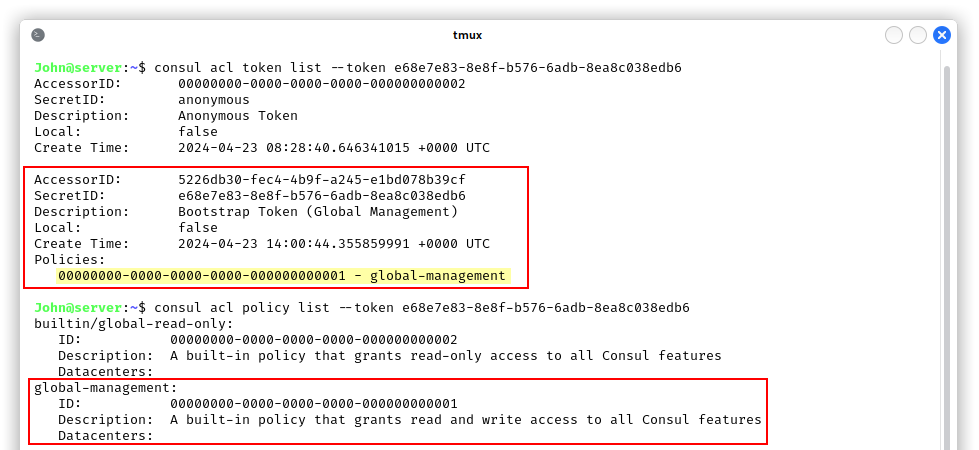 tmux
John@server:~$ consul acl token list --token e68e7e83-8e8f-b576-6adb-8ea8c038edb6
AccessorID:       00000000-0000-0000-0000-000000000002
SecretID:         anonymous
Description:      Anonymous Token
Local:            false
Create Time:      2024-04-23 08:28:40.646341015 +0000 UTC
AccessorID:       5226db30-fec4-4b9f-a245-e1bd078b39cf
SecretID:         e68e7e83-8e8f-b576-6adb-8ea8c038edb6
Description:      Bootstrap Token (Global Management)
Local:            false
Create Time:      2024-04-23 14:00:44.355859991 +0000 UTC
Policies:
   00000000-0000-0000-0000-000000000001 - global-management
John@server:~$ consul acl policy list --token e68e7e83-8e8f-b576-6adb-8ea8c038edb6
builtin/global-read-only:
   ID:           00000000-0000-0000-0000-000000000002
   Description:  A built-in policy that grants read-only access to all Consul features
   Datacenters:
global-management:
   ID:           00000000-0000-0000-0000-000000000001
   Description:  A built-in policy that grants read and write access to all Consul features
   Datacenters: